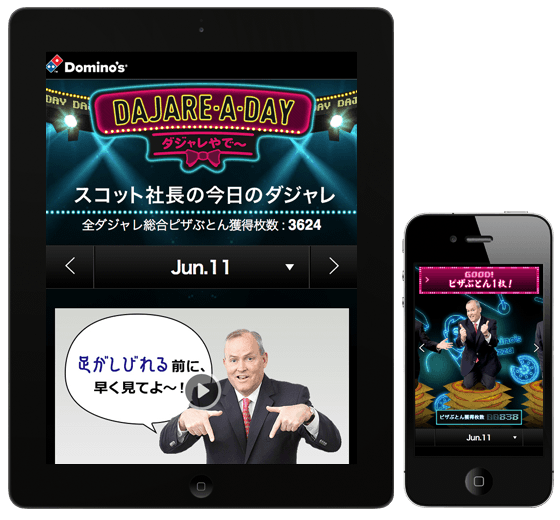 Domino's
DAY DA
DAY DA
DAJARE-A-DAY
ダジャレやで〜
スコット社長の今日のダジャレ
全ダジャレ総合ピザぶとん獲得枚数 : 3624
Jun.11
足がしびれる 前に、
早く見てよ〜!
GOOD!
ピザぶとん1枚!
ピザぶとん獲得枚数 838
Jun.11